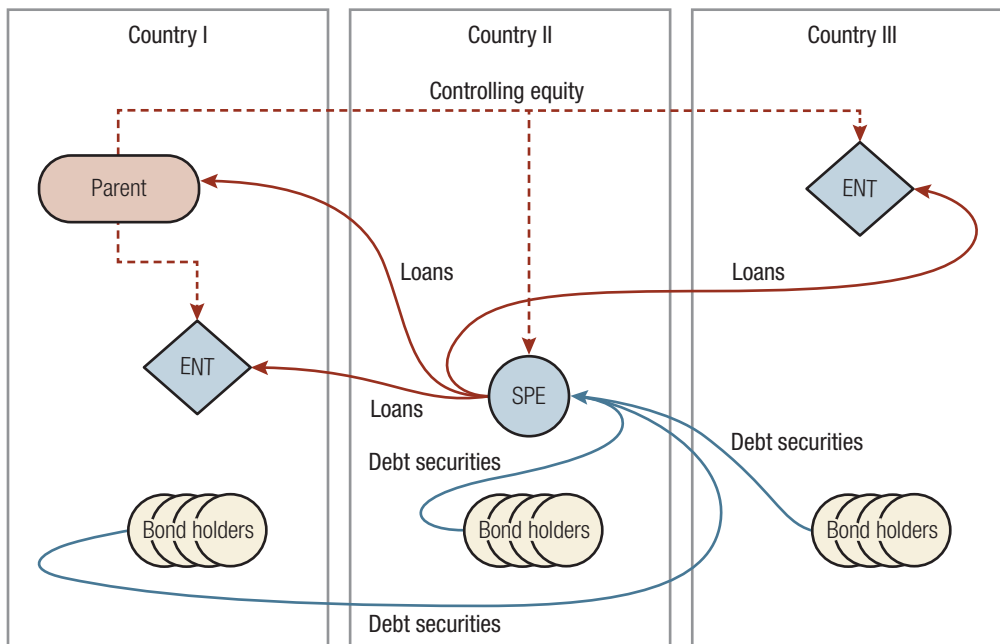 Country I
Country II
Country III
Controlling equity
Parent
ENT
Loans
Loans
ENT
Loans
SPE
Debt securities
Debt securities
Bond holders
Bond holders
Bond holders
Debt securities